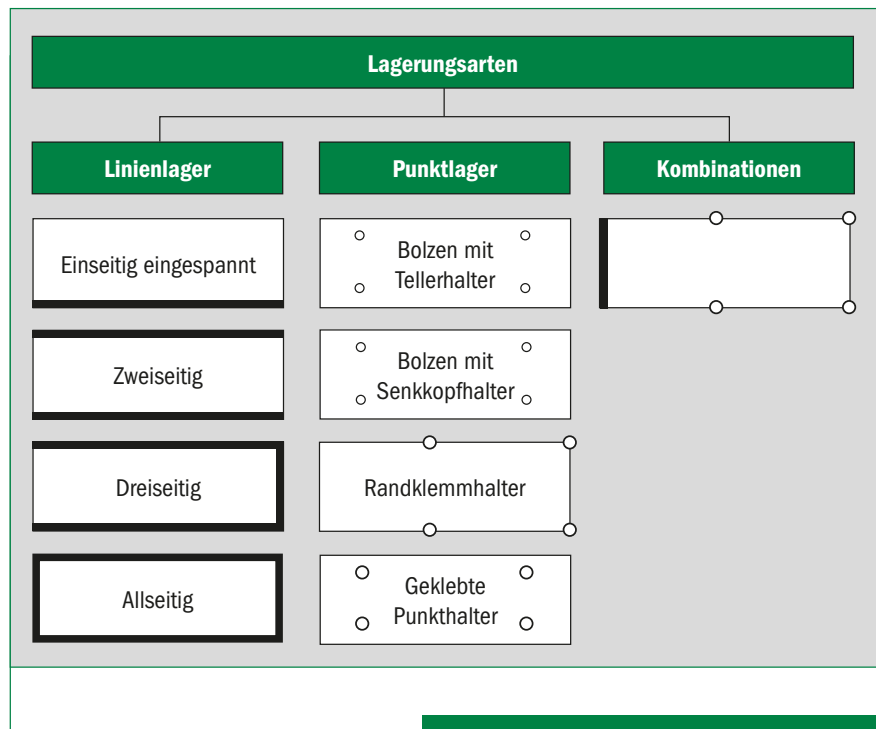 Lagerungsarten
Linienlager
Punktlager
Kombinationen
Einseitig eingespannt
Bolzen mit
Tellerhalter
Zweiseitig
Bolzen mit
Senkkopfhalter
Dreiseitig
Randklemmhalter
Allseitig
Geklebte
Punkthalter